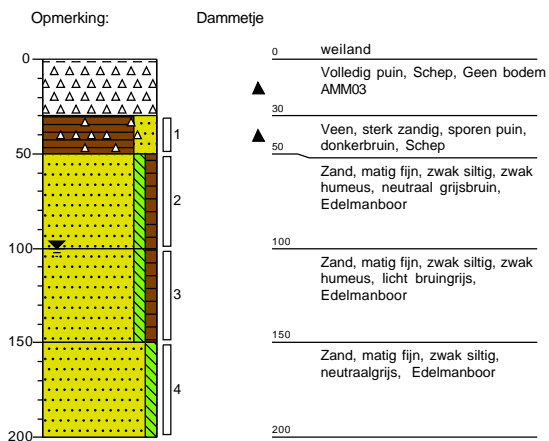 Opmerking: Dammetje
0
50
100
150
200
1
2
3
4
0 weiland
Volledig puin, Schep, Geen bodem
AMM03
30
Veen, sterk zandig, sporen puin,
donkerbruin, Schep
50
Zand, matig fijn, zwak siltig, zwak
humeus, neutraal grijsbruin,
Edelmanboor
100
Zand, matig fijn, zwak siltig, zwak
humeus, licht bruingrijs,
Edelmanboor
150
Zand, matig fijn, zwak siltig,
neutraalgrijs, Edelmanboor
200